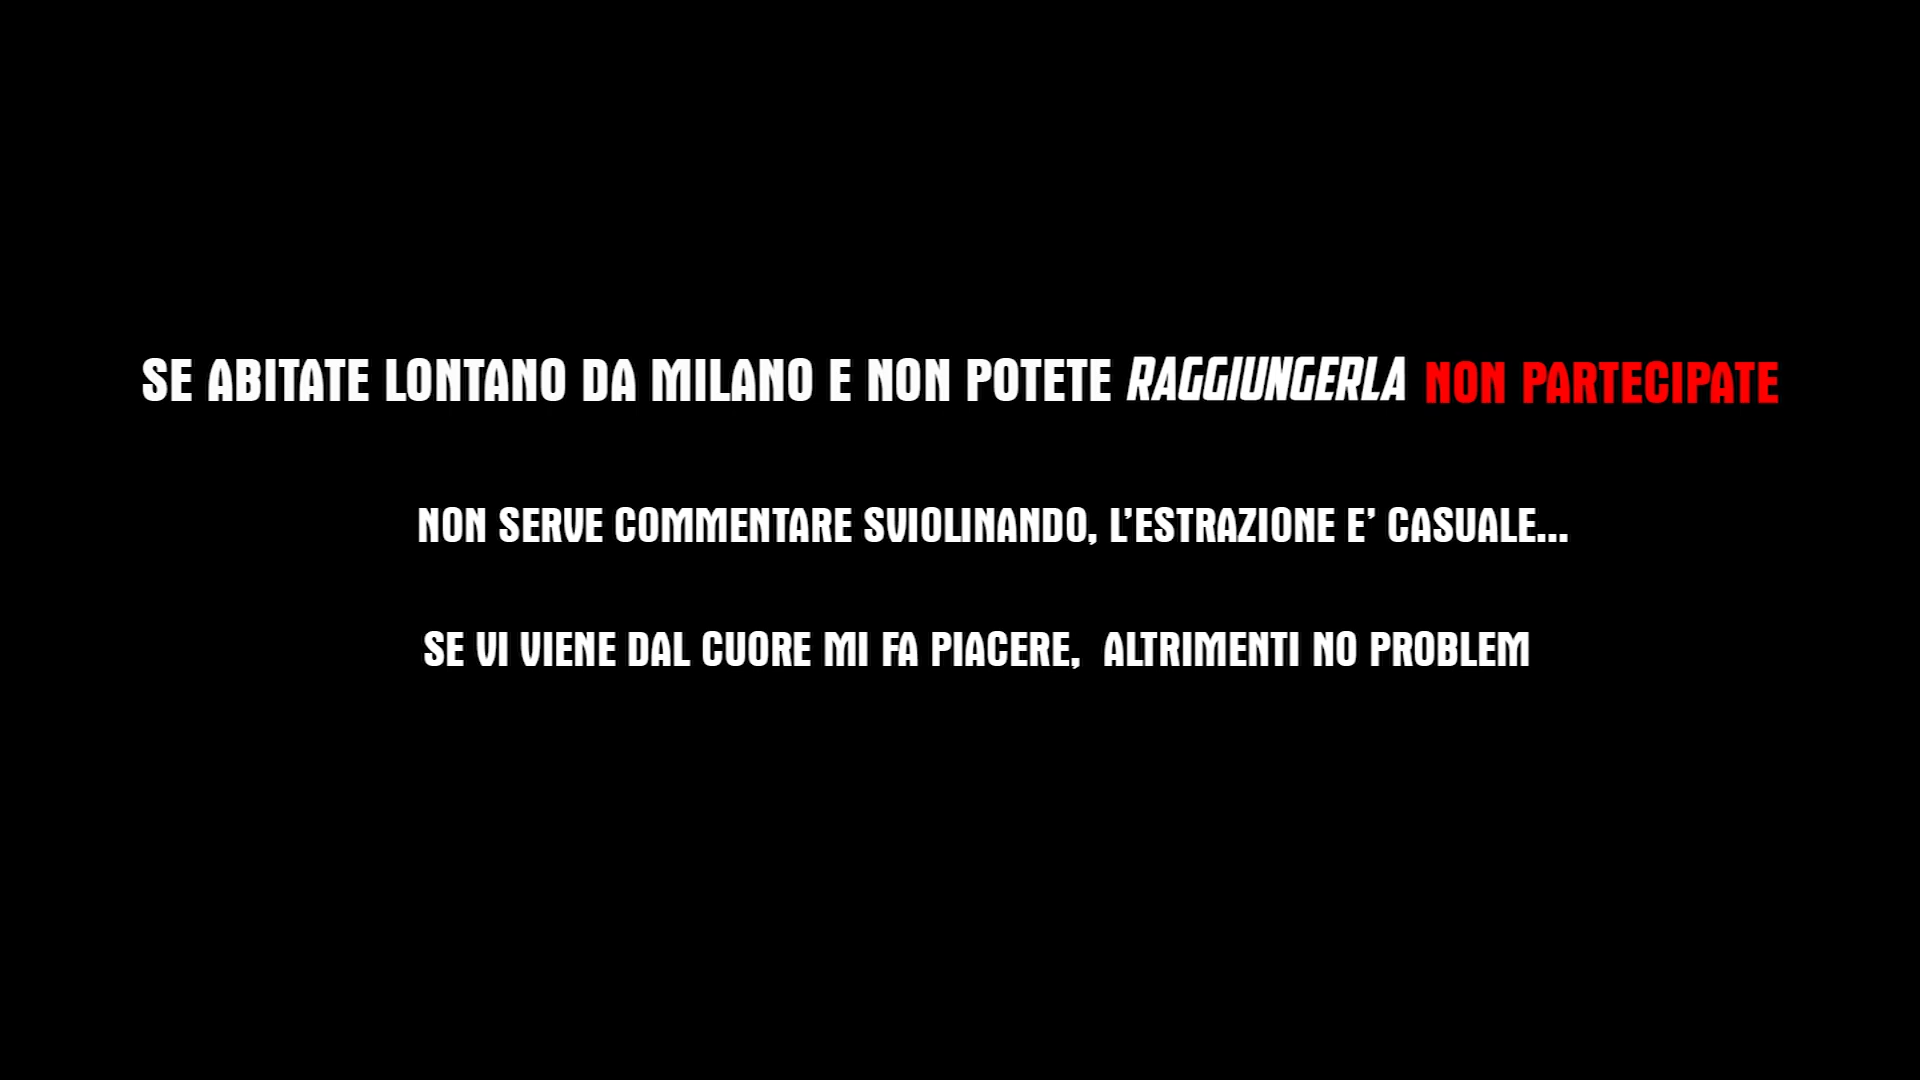 SE ABITATE LONTANO DA MILANO E NON POTETE RAGGIUNGERLA NON PARTECIPATE
NON SERVE COMMENTARE SVIOLINANDO, L'ESTRAZIONE E' CASUALE...
SE VI VIENE DAL CUORE MI FA PIACERE, ALTRIMENTI NO PROBLEM